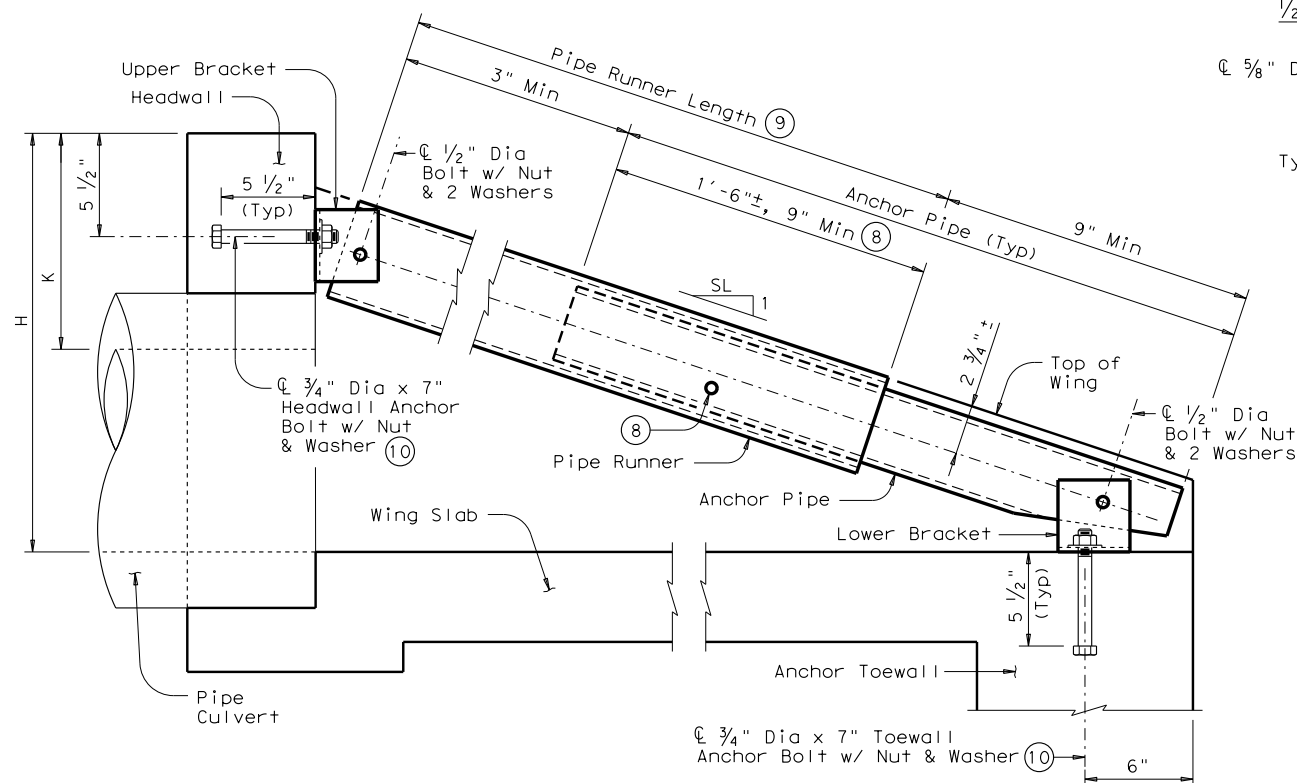 Pipe Runner Length ⑨
3" Min
Anchor Pipe (Typ)
1'-6"±, 9" Min ⑧
9" Min
Upper Bracket
Headwall
℄ 1/2" Dia
Bolt w/ Nut
& 2 Washers
5 1/2"
5 1/2"
(Typ)
K
H
SL
1
2 3/4"±
Top of
Wing
℄ 1/2" Dia
Bolt w/ Nut
& 2 Washers
℄ 3/4" Dia x 7"
Headwall Anchor
Bolt w/ Nut
& Washer ⑩
⑧
Pipe Runner
Anchor Pipe
Wing Slab
Lower Bracket
5 1/2"
(Typ)
Anchor Toewall
Pipe
Culvert
℄ 3/4" Dia x 7" Toewall
Anchor Bolt w/ Nut & Washer ⑩
6"
1/2
℄ 5/8" D
Ty